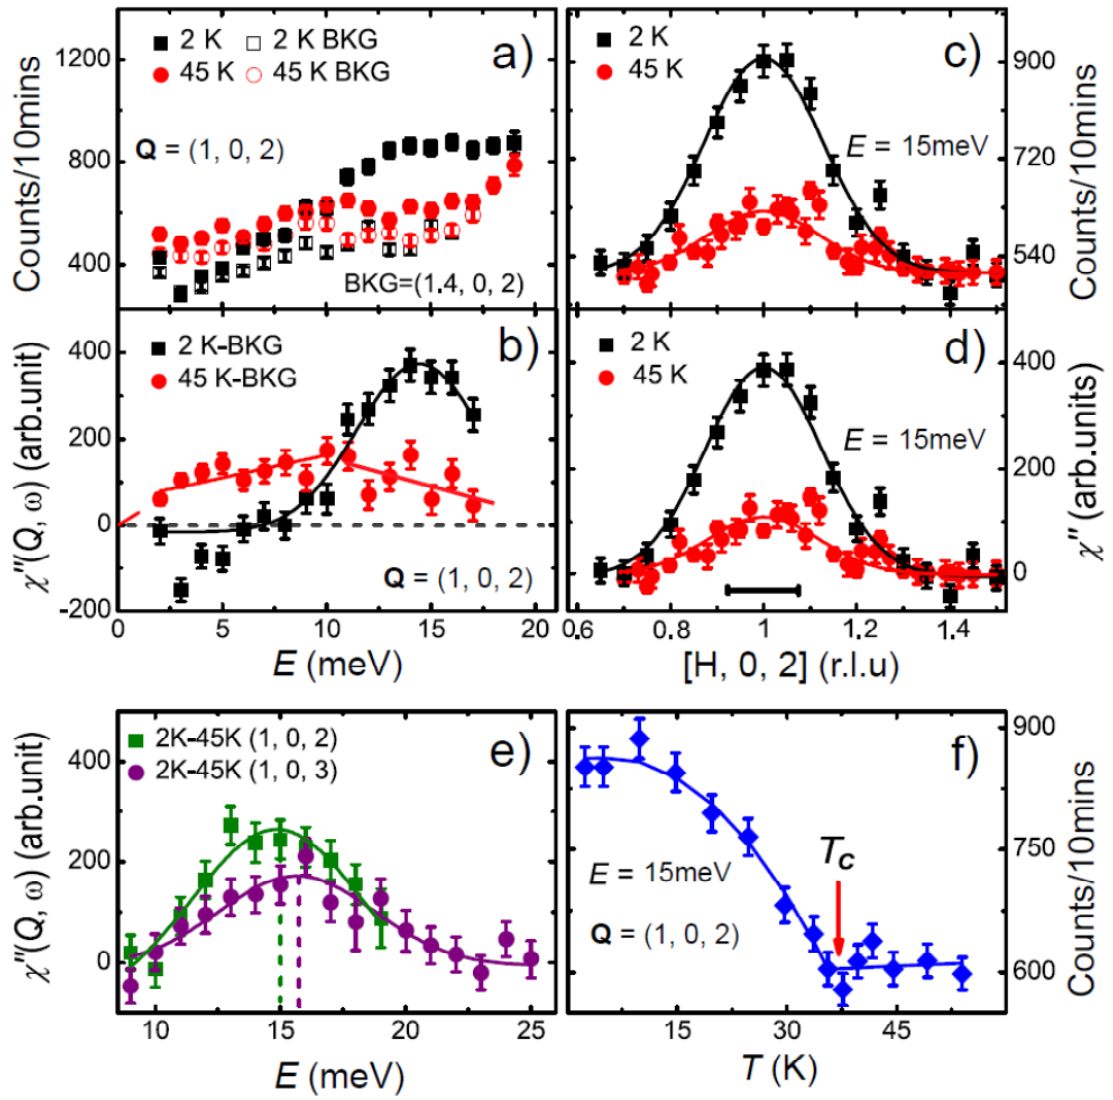 a)
2 K 2 K BKG
45 K 45 K BKG
Q = (1, 0, 2)
BKG=(1.4, 0, 2)
1200
800
400
Counts/10mins
c)
2 K
45 K
E = 15meV
900
720
540
Counts/10mins
b)
2 K-BKG
45 K-BKG
Q = (1, 0, 2)
400
200
0
-200
χ″(Q, ω) (arb.unit)
0 5 10 15 20
E (meV)
d)
2 K
45 K
E = 15meV
400
200
0
χ″ (arb.units)
0.6 0.8 1 1.2 1.4
[H, 0, 2] (r.l.u)
e)
2K-45K (1, 0, 2)
2K-45K (1, 0, 3)
400
200
0
χ″(Q, ω) (arb.unit)
10 15 20 25
E (meV)
f)
Tc
E = 15meV
Q = (1, 0, 2)
900
750
600
Counts/10mins
15 30 45
T (K)